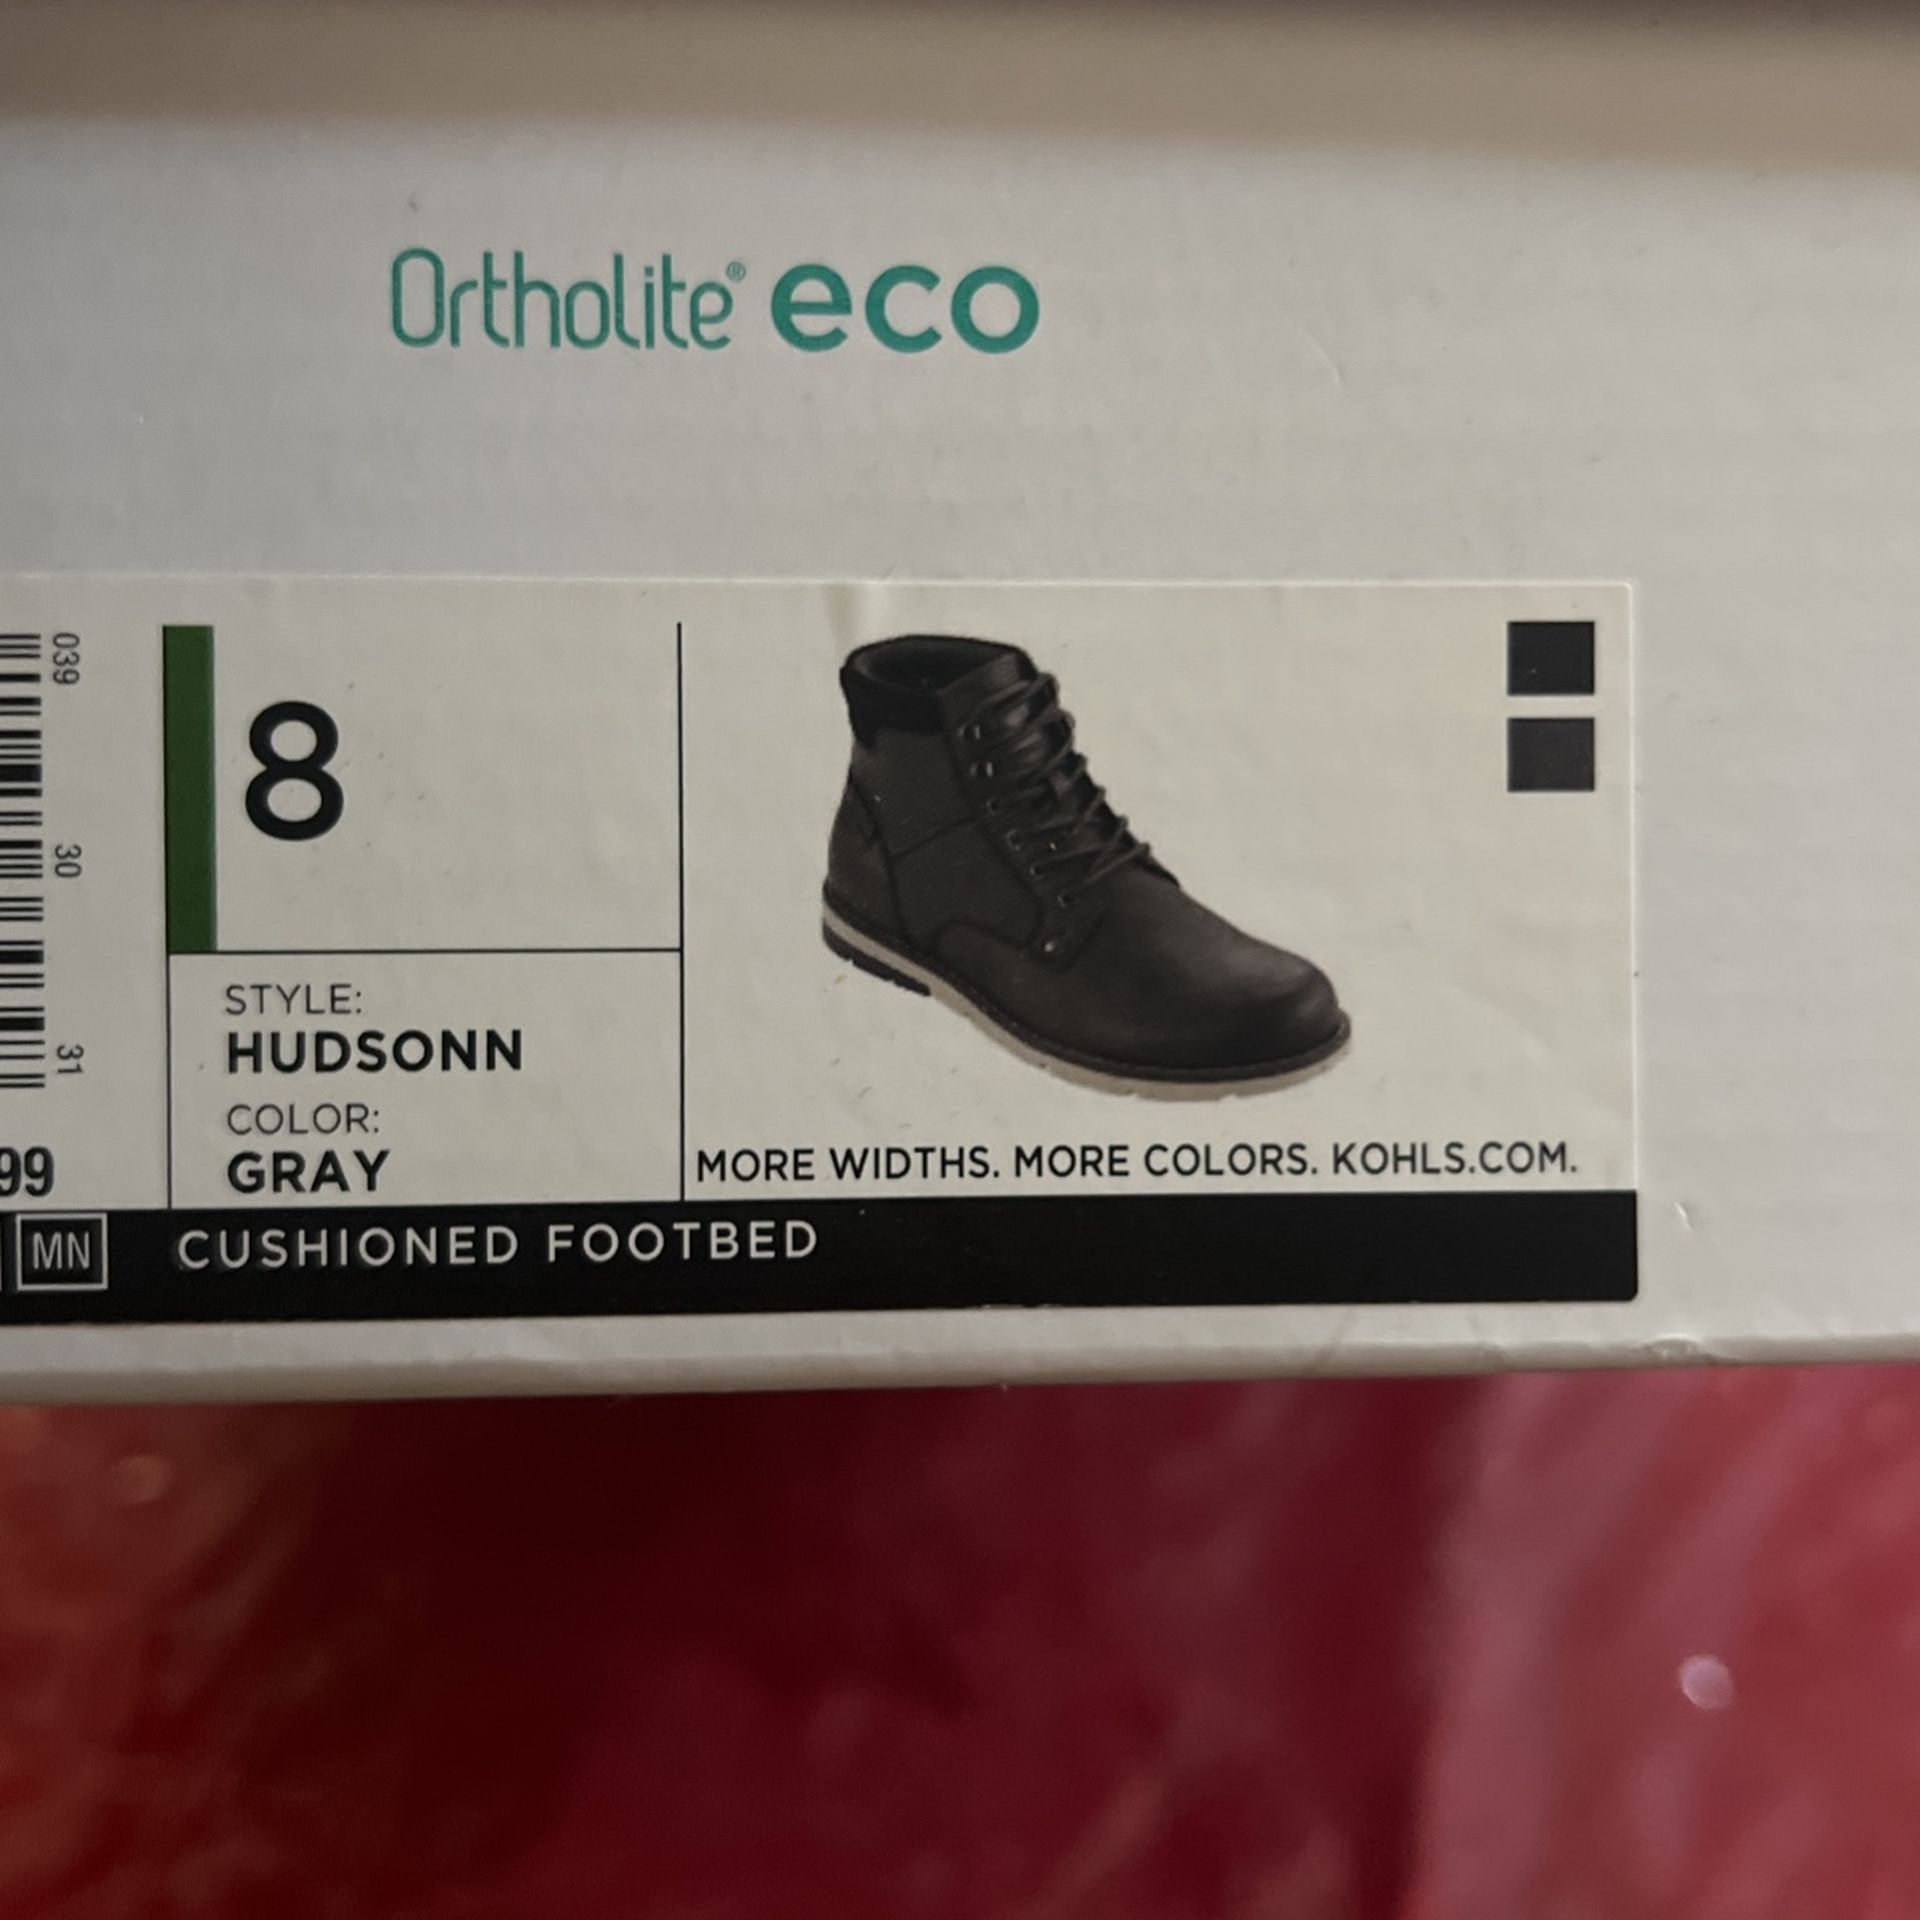 Ortholite® eco
039
30
31
99
8
STYLE:
HUDSONN
COLOR:
GRAY
MORE WIDTHS. MORE COLORS. KOHLS.COM.
MN
CUSHIONED FOOTBED